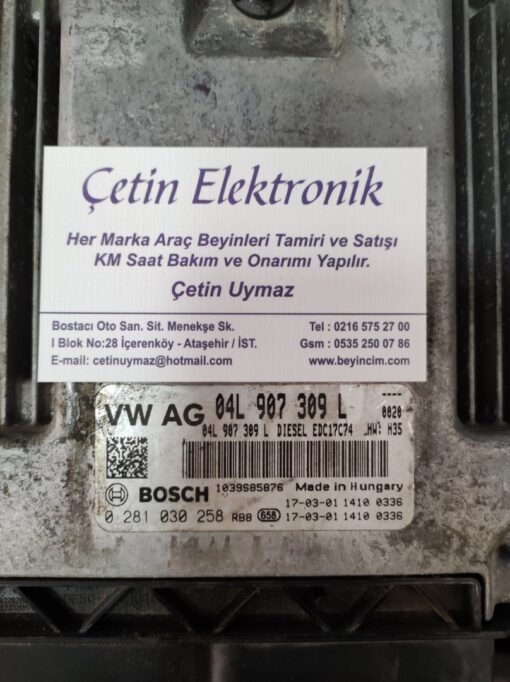 Çetin Elektronik
Her Marka Araç Beyinleri Tamiri ve Satışı
KM Saat Bakım ve Onarımı Yapılır.
Çetin Uymaz
Bostacı Oto San. Sit. Menekşe Sk. Tel : 0216 575 27 00
I Blok No:28 İçerenköy - Ataşehir / İST. Gsm : 0535 250 07 86
E-mail: cetinuymaz@hotmail.com www.beyincim.com
VW AG 04L 907 309 L ----
0020
04L 907 309 L DIESEL EDC17C74 .HW: H35
1039S85876 Made in Hungary
BOSCH 17-03-01 1410 0336
0 281 030 258 RB8 658 17-03-01 1410 0336